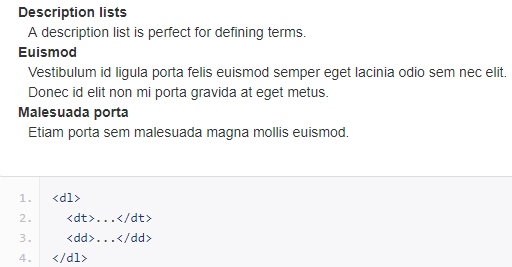 Description lists
A description list is perfect for defining terms.
Euismod
Vestibulum id ligula porta felis euismod semper eget lacinia odio sem nec elit.
Donec id elit non mi porta gravida at eget metus.
Malesuada porta
Etiam porta sem malesuada magna mollis euismod.
1. <dl>
2.   <dt>...</dt>
3.   <dd>...</dd>
4. </dl>